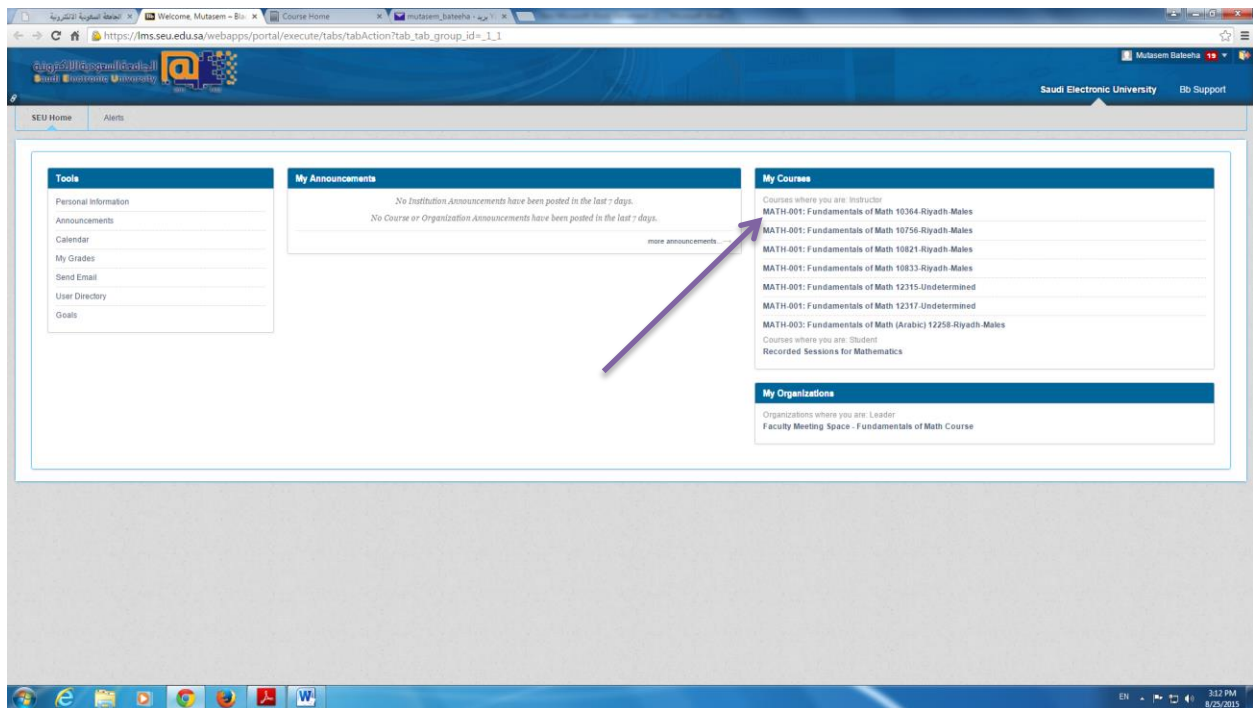 الجامعة السعودية الالكترونية
Welcome, Mutasem – Bla
Course Home
mutasem_bateeha - بريد Y
https://lms.seu.edu.sa/webapps/portal/execute/tabs/tabAction?tab_tab_group_id=_1_1
الجامعة السعودية الإلكترونية
Saudi Electronic University
Mutasem Bateeha 19
Saudi Electronic University
Bb Support
SEU Home
Alerts
Tools
Personal Information
Announcements
Calendar
My Grades
Send Email
User Directory
Goals
My Announcements
No Institution Announcements have been posted in the last 7 days.
No Course or Organization Announcements have been posted in the last 7 days.
more announcements...
My Courses
Courses where you are: Instructor
MATH-001: Fundamentals of Math 10364-Riyadh-Males
MATH-001: Fundamentals of Math 10756-Riyadh-Males
MATH-001: Fundamentals of Math 10821-Riyadh-Males
MATH-001: Fundamentals of Math 10833-Riyadh-Males
MATH-001: Fundamentals of Math 12315-Undetermined
MATH-001: Fundamentals of Math 12317-Undetermined
MATH-003: Fundamentals of Math (Arabic) 12258-Riyadh-Males
Courses where you are: Student
Recorded Sessions for Mathematics
My Organizations
Organizations where you are: Leader
Faculty Meeting Space - Fundamentals of Math Course
EN
3:12 PM
8/25/2015